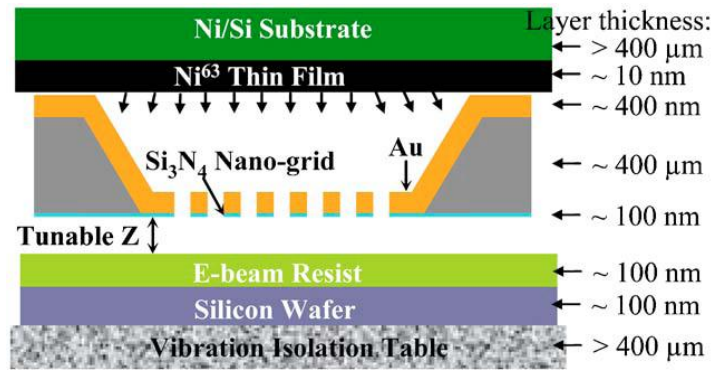 Layer thickness:
Ni/Si Substrate
> 400 µm
Ni⁶³ Thin Film
~ 10 nm
~ 400 nm
Si₃N₄ Nano-grid
Au
~ 400 µm
~ 100 nm
Tunable Z
E-beam Resist
~ 100 nm
Silicon Wafer
~ 100 nm
Vibration Isolation Table
> 400 µm